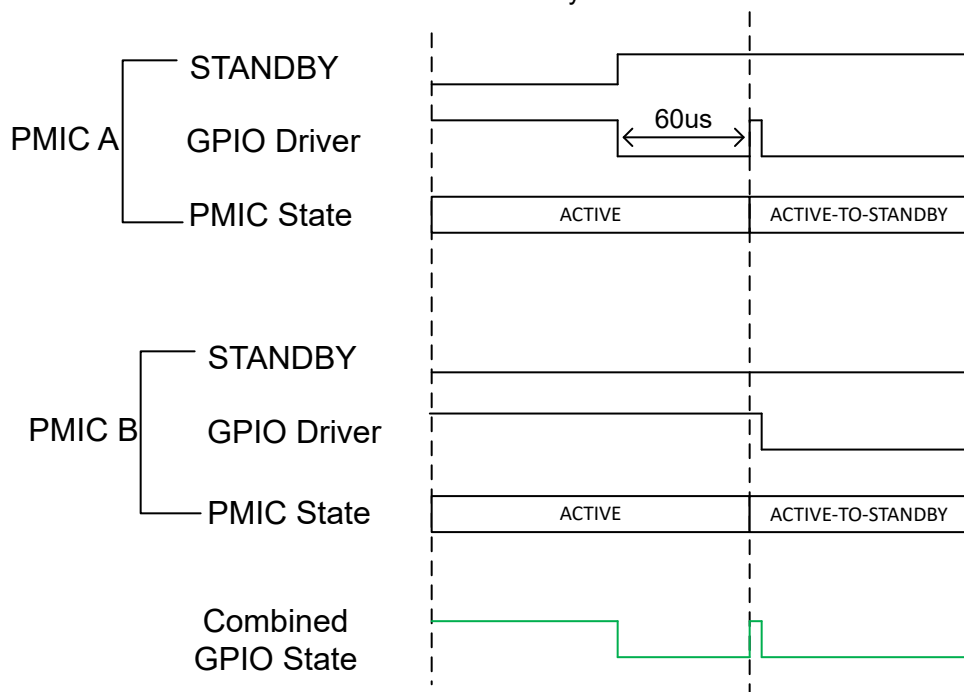 STANDBY
60us
PMIC A
GPIO Driver
PMIC State
ACTIVE
ACTIVE-TO-STANDBY
STANDBY
PMIC B
GPIO Driver
PMIC State
ACTIVE
ACTIVE-TO-STANDBY
Combined
GPIO State